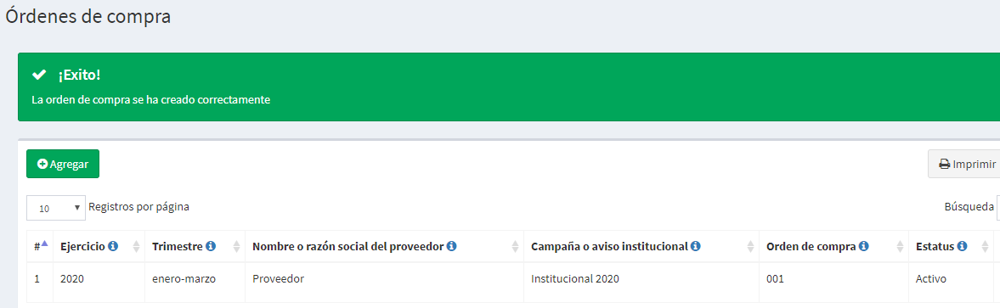 Órdenes de compra
¡Exito!
La orden de compra se ha creado correctamente
Agregar
Imprimir
10 Registros por página
Búsqueda
# Ejercicio Trimestre Nombre o razón social del proveedor Campaña o aviso institucional Orden de compra Estatus
1 2020 enero-marzo Proveedor Institucional 2020 001 Activo